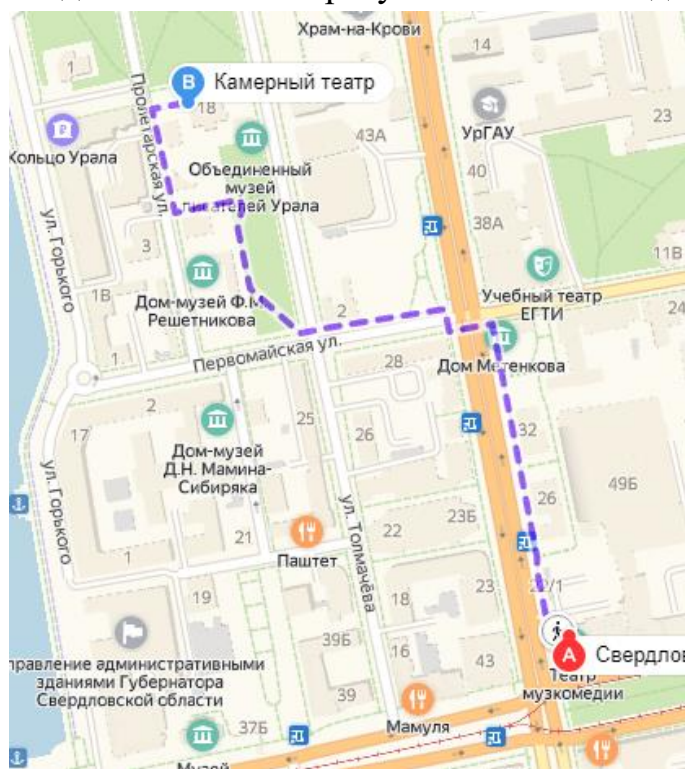 Храм-на-Крови
14
1
B
Камерный театр
18
Пролетарская ул.
43А
УрГАУ
23
Кольцо Урала
Объединенный
музей
писателей Урала
40
38А
ул. Горького
3
11В
Учебный театр
ЕГТИ
Дом-музей Ф.М.
Решетникова
1В
2
24
Первомайская ул.
Дом Метенкова
1
28
2
17
25
26
32
Дом-музей
Д.Н. Мамина-
Сибиряка
26
49Б
ул. Горького
ул. Толмачёва
23Б
22
21
Паштет
1
19
18
23
22/1
39Б
16
43
A
Свердлов
Театр
музкомедии
правление административными
зданиями Губернатора
Свердловской области
39
37Б
Мамуля
Музей